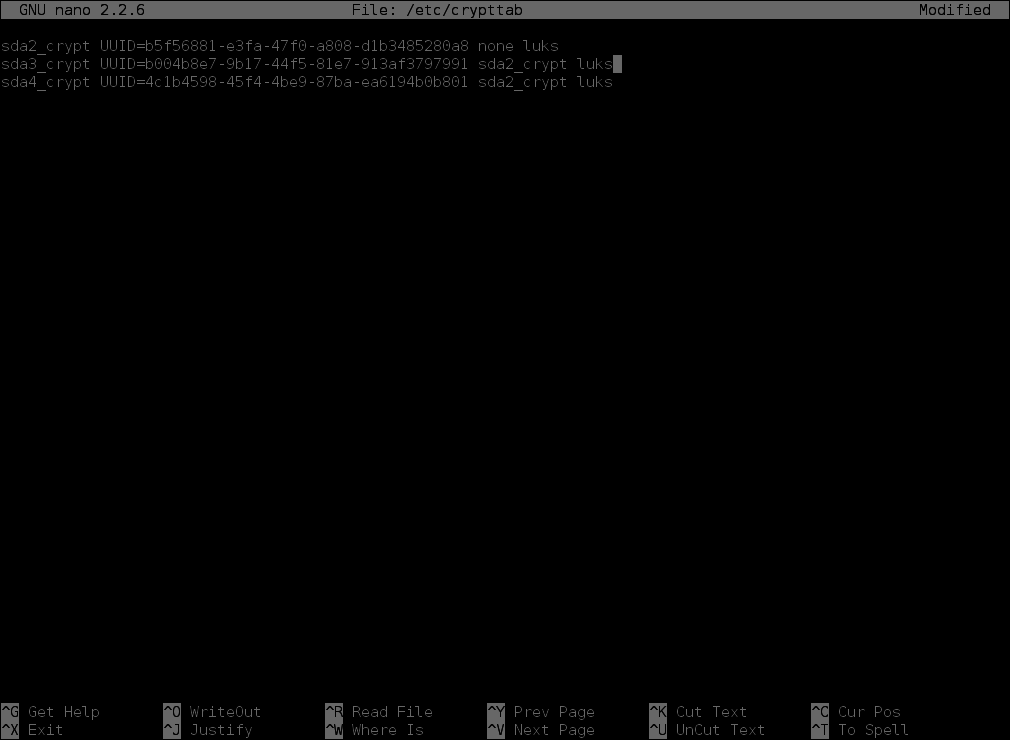 GNU nano 2.2.6 File: /etc/crypttab Modified
sda2_crypt UUID=b5f56881-e3fa-47f0-a808-d1b3485280a8 none luks
sda3_crypt UUID=b004b8e7-9b17-44f5-81e7-913af3797991 sda2_crypt luks
sda4_crypt UUID=4c1b4598-45f4-4be9-87ba-ea6194b0b801 sda2_crypt luks
^G Get Help ^O WriteOut ^R Read File ^Y Prev Page ^K Cut Text ^C Cur Pos
^X Exit ^J Justify ^W Where Is ^V Next Page ^U UnCut Text ^T To Spell